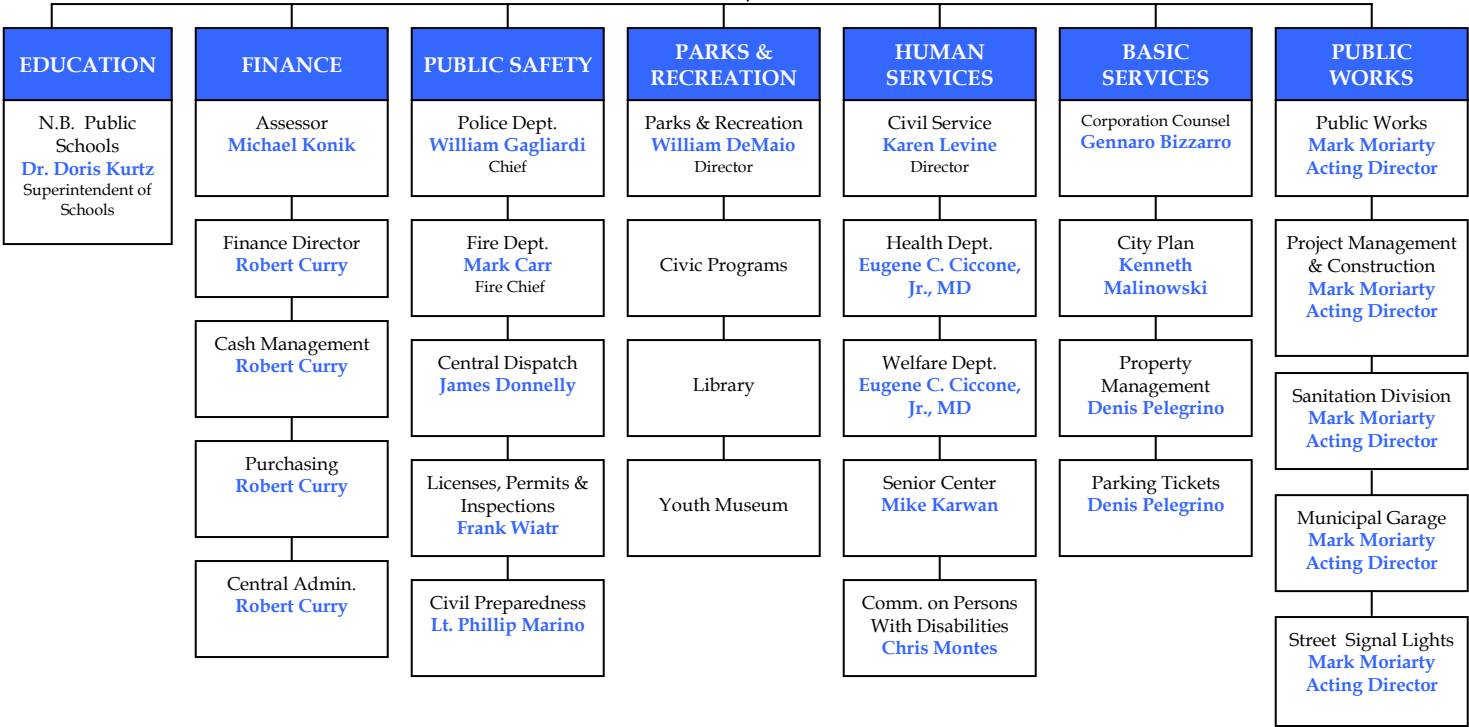 EDUCATION
N.B. Public
Schools
Dr. Doris Kurtz
Superintendent of
Schools
FINANCE
Assessor
Michael Konik
Finance Director
Robert Curry
Cash Management
Robert Curry
Purchasing
Robert Curry
Central Admin.
Robert Curry
PUBLIC SAFETY
Police Dept.
William Gagliardi
Chief
Fire Dept.
Mark Carr
Fire Chief
Central Dispatch
James Donnelly
Licenses, Permits &
Inspections
Frank Wiatr
Civil Preparedness
Lt. Phillip Marino
PARKS &
RECREATION
Parks & Recreation
William DeMaio
Director
Civic Programs
Library
Youth Museum
HUMAN
SERVICES
Civil Service
Karen Levine
Director
Health Dept.
Eugene C. Ciccone,
Jr., MD
Welfare Dept.
Eugene C. Ciccone,
Jr., MD
Senior Center
Mike Karwan
Comm. on Persons
With Disabilities
Chris Montes
BASIC
SERVICES
Corporation Counsel
Gennaro Bizzarro
City Plan
Kenneth
Malinowski
Property
Management
Denis Pelegrino
Parking Tickets
Denis Pelegrino
PUBLIC
WORKS
Public Works
Mark Moriarty
Acting Director
Project Management
& Construction
Mark Moriarty
Acting Director
Sanitation Division
Mark Moriarty
Acting Director
Municipal Garage
Mark Moriarty
Acting Director
Street Signal Lights
Mark Moriarty
Acting Director